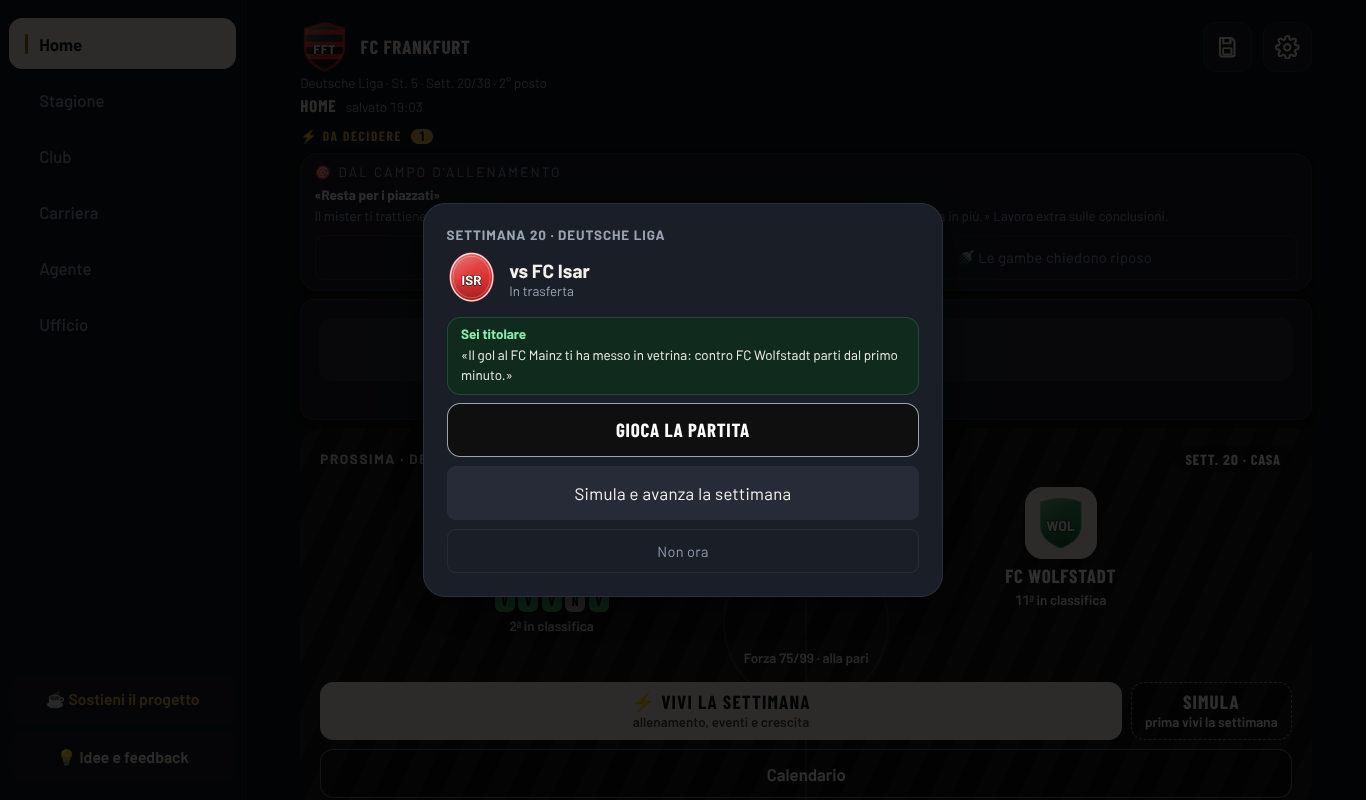 Home
Stagione
Club
Carriera
Agente
Ufficio
☕ Sostieni il progetto
💡 Idee e feedback
FFT
FC FRANKFURT
Deutsche Liga · St. 5 · Sett. 20/38 · 2° posto
HOME salvato 19:03
⚡ DA DECIDERE 1
🎯 DAL CAMPO D'ALLENAMENTO
«Resta per i piazzati»
Il mister ti trattiene
in più.» Lavoro extra sulle conclusioni.
🚿 Le gambe chiedono riposo
SETTIMANA 20 · DEUTSCHE LIGA
ISR
vs FC Isar
In trasferta
Sei titolare
«Il gol al FC Mainz ti ha messo in vetrina: contro FC Wolfstadt parti dal primo
minuto.»
GIOCA LA PARTITA
Simula e avanza la settimana
Non ora
PROSSIMA · DE
SETT. 20 · CASA
WOL
FC WOLFSTADT
11ª in classifica
V V V N V
2ª in classifica
Forza 75/99 · alla pari
⚡ VIVI LA SETTIMANA
allenamento, eventi e crescita
SIMULA
prima vivi la settimana
Calendario